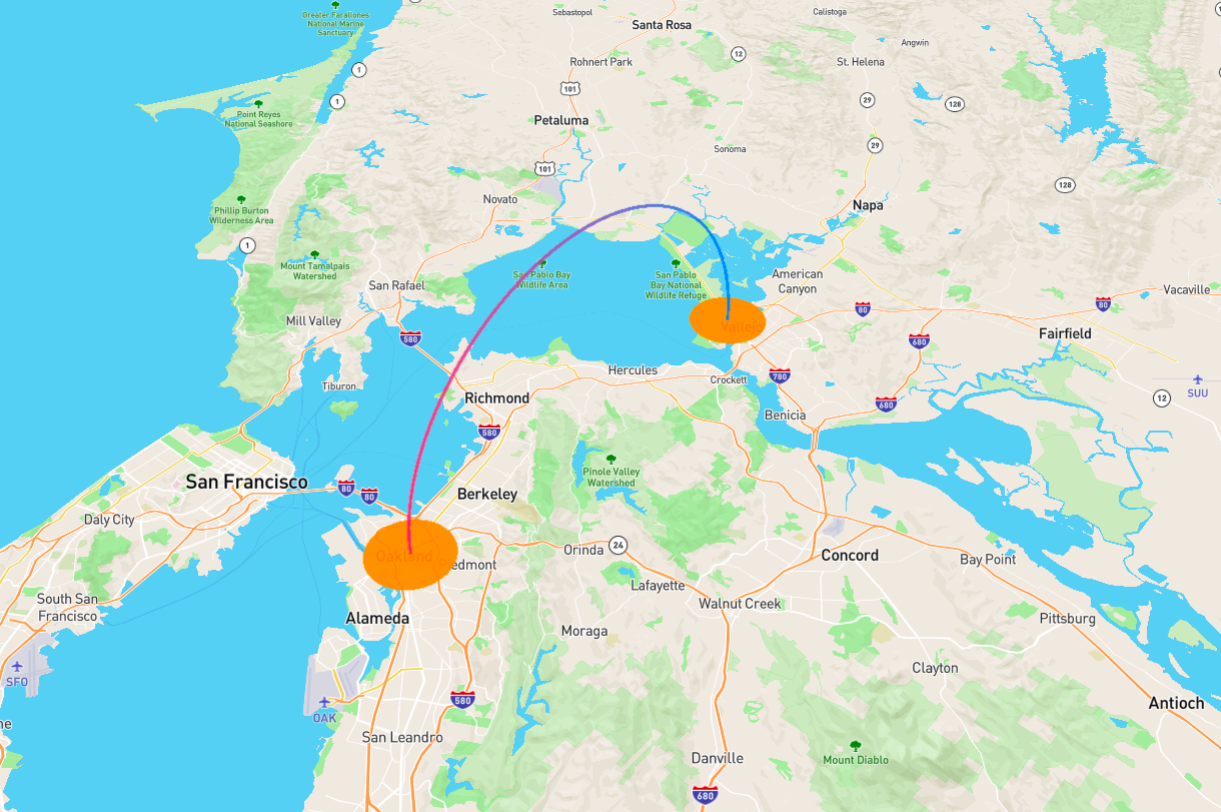 Greater Farallones
National Marine
Sanctuary
Sebastopol
Santa Rosa
Calistoga
1
12
Angwin
Rohnert Park
St. Helena
1
101
29
128
1
Point Reyes
National Seashore
Petaluma
29
Sonoma
101
128
Novato
Napa
Phillip Burton
Wilderness Area
1
Mount Tamalpais
Watershed
San Pablo Bay
Wildlife Area
San Pablo
Bay National
Wildlife Refuge
American
Canyon
San Rafael
Vacaville
80
80
Mill Valley
Vallejo
Fairfield
580
680
Hercules
780
Crockett
Tiburon
SUU
Richmond
12
680
Benicia
580
Pinole Valley
Watershed
San Francisco
80
80
Berkeley
Daly City
Oakland
Piedmont
Orinda
24
Concord
Bay Point
Lafayette
South San
Francisco
Walnut Creek
Alameda
Pittsburg
Moraga
SFO
Clayton
OAK
580
Antioch
ne
San Leandro
Danville
Mount Diablo
680